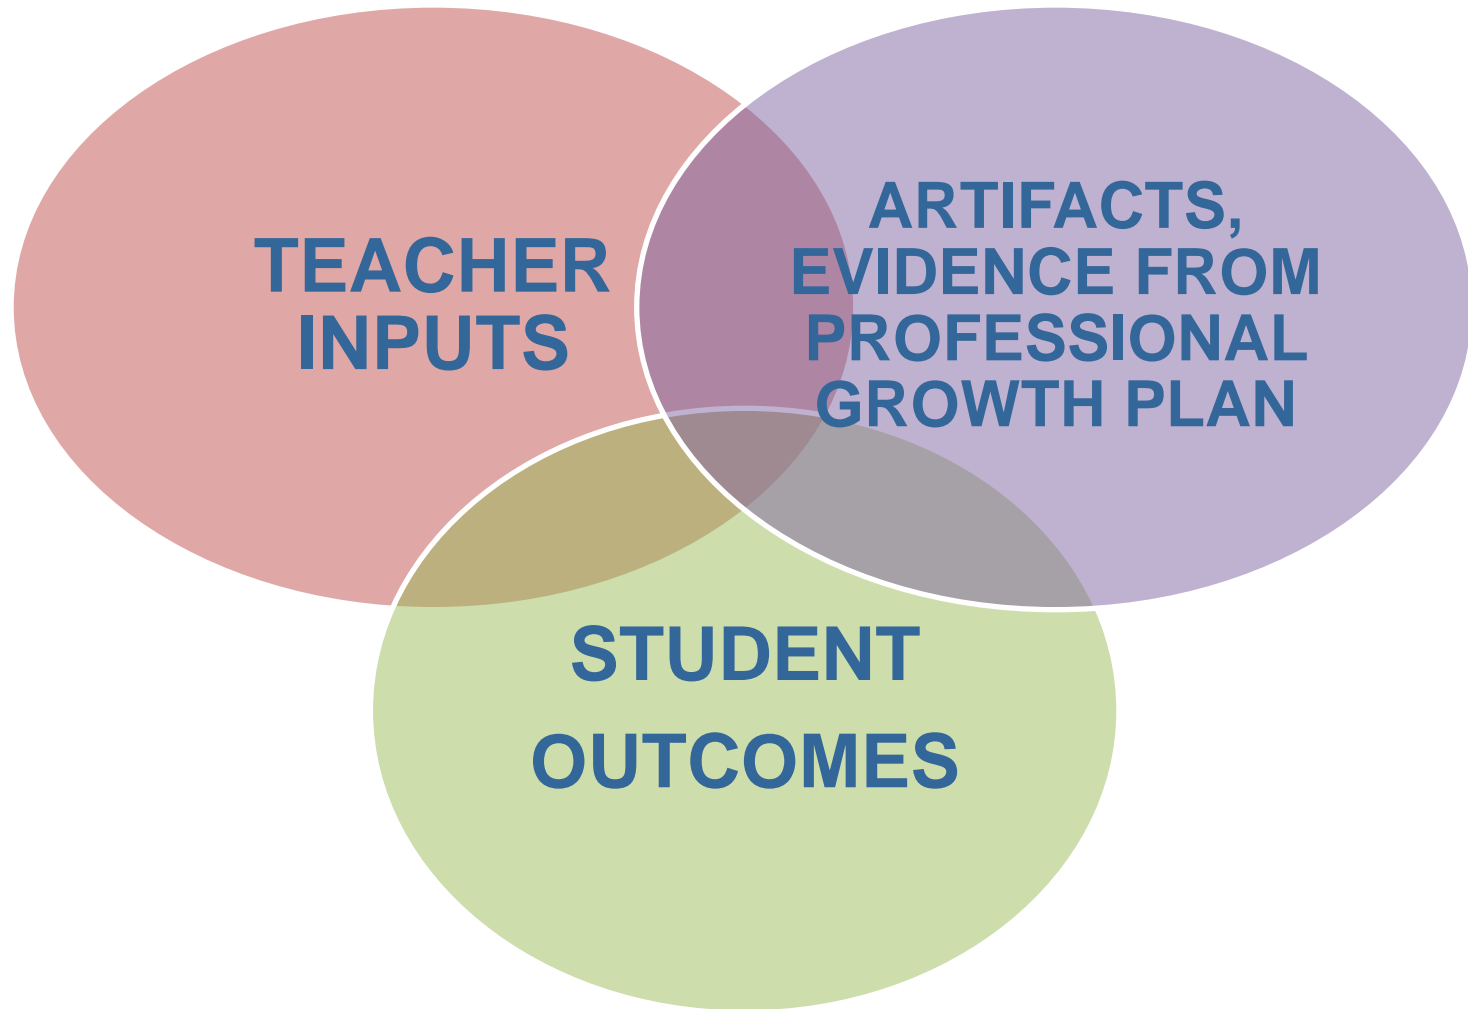 TEACHER
INPUTS
ARTIFACTS,
EVIDENCE FROM
PROFESSIONAL
GROWTH PLAN
STUDENT
OUTCOMES